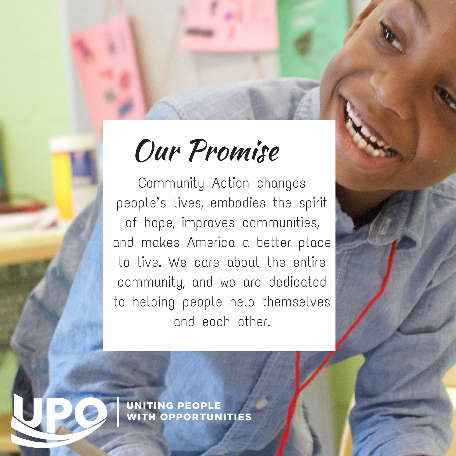 Our Promise
Community Action changes
people's lives, embodies the spirit
of hope, improves communities,
and makes America a better place
to live. We care about the entire
community, and we are dedicated
to helping people help themselves
and each other.
UPO
UNITING PEOPLE
WITH OPPORTUNITIES